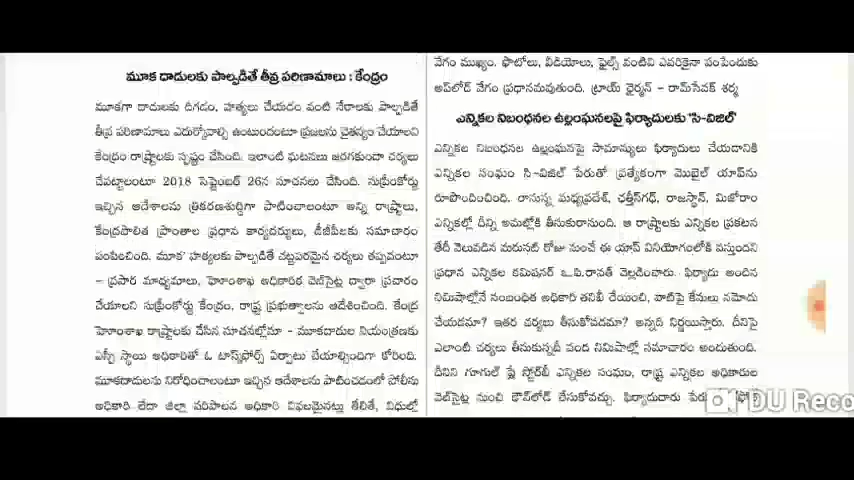 మూక దాడులకు పాల్పడితే తీవ్ర పరిణామాలు : కేంద్రం
మూకగా దాడులకు దిగడం, హత్యలు చేయడం వంటి నేరాలకు పాల్పడితే
తీవ్ర పరిణామాలు ఎదుర్కోవాల్సి ఉంటుందంటూ ప్రజలను చైతన్యం చేయాలని
కేంద్రం రాష్ట్రాలకు స్పష్టం చేసింది. ఇలాంటి ఘటనలు జరగకుండా చర్యలు
చేపట్టాలంటూ 2018 సెప్టెంబర్ 26న సూచనలు చేసింది. సుప్రీంకోర్టు
ఇచ్చిన ఆదేశాలను త్రికరణశుద్ధిగా పాటించాలంటూ అన్ని రాష్ట్రాలు,
కేంద్రపాలిత ప్రాంతాల ప్రధాన కార్యదర్శులు, డీజీపీలకు సమాచారం
పంపించింది. మూక హత్యలకు పాల్పడితే చట్టపరమైన చర్యలు తప్పవంటూ
– ప్రసార మాధ్యమాలు, హోంశాఖ అధికారిక వెబ్‌సైట్ల ద్వారా ప్రచారం
చేయాలని సుప్రీంకోర్టు కేంద్రం, రాష్ట్ర ప్రభుత్వాలను ఆదేశించింది. కేంద్ర
హోంశాఖ రాష్ట్రాలకు చేసిన సూచనల్లోనూ – మూకదాడుల నియంత్రణకు
ఎస్పీ స్థాయి అధికారితో ఓ టాస్క్‌ఫోర్స్ ఏర్పాటు చేయాల్సిందిగా కోరింది.
మూకదాడులను నిరోధించాలంటూ ఇచ్చిన ఆదేశాలను పాటించడంలో పోలీసు
అధికారి లేదా జిల్లా పరిపాలన అధికారి విఫలమైనట్లు తేలితే, విధుల్లో
వేగం ముఖ్యం. ఫొటోలు, వీడియోలు, ఫైల్స్ వంటివి ఎవరికైనా పంపేందుకు
అప్‌లోడ్ వేగం ప్రధానమవుతుంది. ట్రాయ్ ఛైర్మన్ – రామ్‌సేవక్ శర్మ
ఎన్నికల నిబంధనల ఉల్లంఘనలపై ఫిర్యాదులకు "సి-విజిల్"
ఎన్నికల నిబంధనల ఉల్లంఘనపై సామాన్యులు ఫిర్యాదులు చేయడానికి
ఎన్నికల సంఘం సి-విజిల్ పేరుతో ప్రత్యేకంగా మొబైల్ యాప్‌ను
రూపొందించింది. రానున్న మధ్యప్రదేశ్, ఛత్తీస్‌గఢ్, రాజస్థాన్, మిజోరాం
ఎన్నికల్లో దీన్ని అమల్లోకి తీసుకురానుంది. ఆ రాష్ట్రాలకు ఎన్నికల ప్రకటన
తేదీ వెలువడిన మరుసటి రోజు నుంచే ఈ యాప్ వినియోగంలోకి వస్తుందని
ప్రధాన ఎన్నికల కమిషనర్ ఒ.పి.రావత్ వెల్లడించారు. ఫిర్యాదు అందిన
నిమిషాల్లోనే సంబంధిత అధికారి తనిఖీ చేయించి, వాటిపై కేసులు నమోదు
చేయడమా? ఇతర చర్యలు తీసుకోవడమా? అన్నది నిర్ణయిస్తారు. దీనిపై
ఎలాంటి చర్యలు తీసుకున్నదీ వంద నిమిషాల్లో సమాచారం అందుతుంది.
దీనిని గూగుల్ ప్లే స్టోర్‌లో ఎన్నికల సంఘం, రాష్ట్ర ఎన్నికల అధికారుల
వెబ్‌సైట్ల నుంచి డౌన్‌లోడ్ చేసుకోవచ్చు. ఫిర్యాదుదారు పేరు
DU Reco